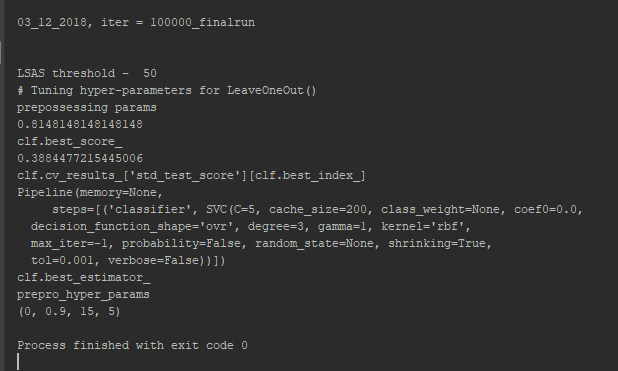 03_12_2018, iter = 100000_finalrun
LSAS threshold -  50
# Tuning hyper-parameters for LeaveOneOut()
prepossessing params
0.8148148148148148
clf.best_score_
0.3884477215445006
clf.cv_results_['std_test_score'][clf.best_index_]
Pipeline(memory=None,
     steps=[('classifier', SVC(C=5, cache_size=200, class_weight=None, coef0=0.0,
  decision_function_shape='ovr', degree=3, gamma=1, kernel='rbf',
  max_iter=-1, probability=False, random_state=None, shrinking=True,
  tol=0.001, verbose=False))])
clf.best_estimator_
prepro_hyper_params
(0, 0.9, 15, 5)
Process finished with exit code 0